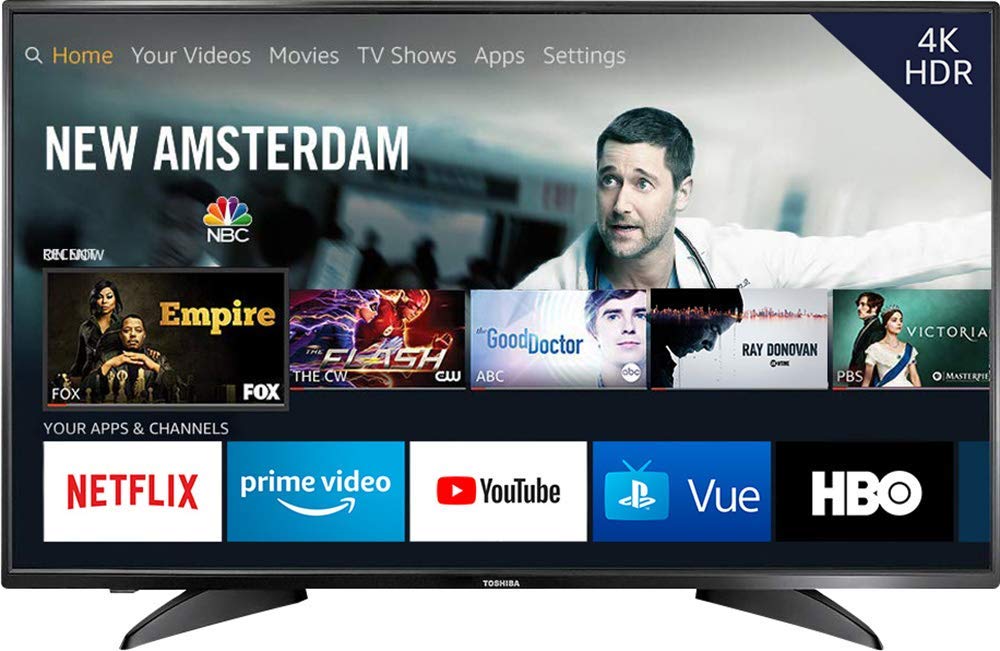 Home Your Videos Movies TV Shows Apps Settings
4K
HDR
NEW AMSTERDAM
NBC
Empire
FOX
FOX
THE FLASH
THE CW
CW
the Good Doctor
ABC
abc
RAY DONOVAN
SHOWTIME
VICTORIA
PBS
MASTERPIE
YOUR APPS & CHANNELS
NETFLIX
prime video
YouTube
Vue
HBO
TOSHIBA